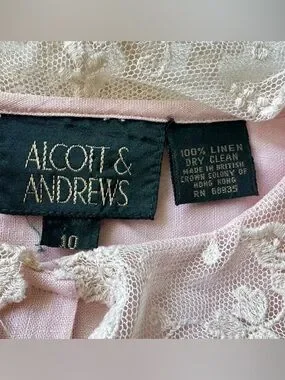 ALCOTT &
ANDREWS
10
100% LINEN
DRY CLEAN
MADE IN BRITISH
CROWN COLONY OF
HONG KONG
RN 68935